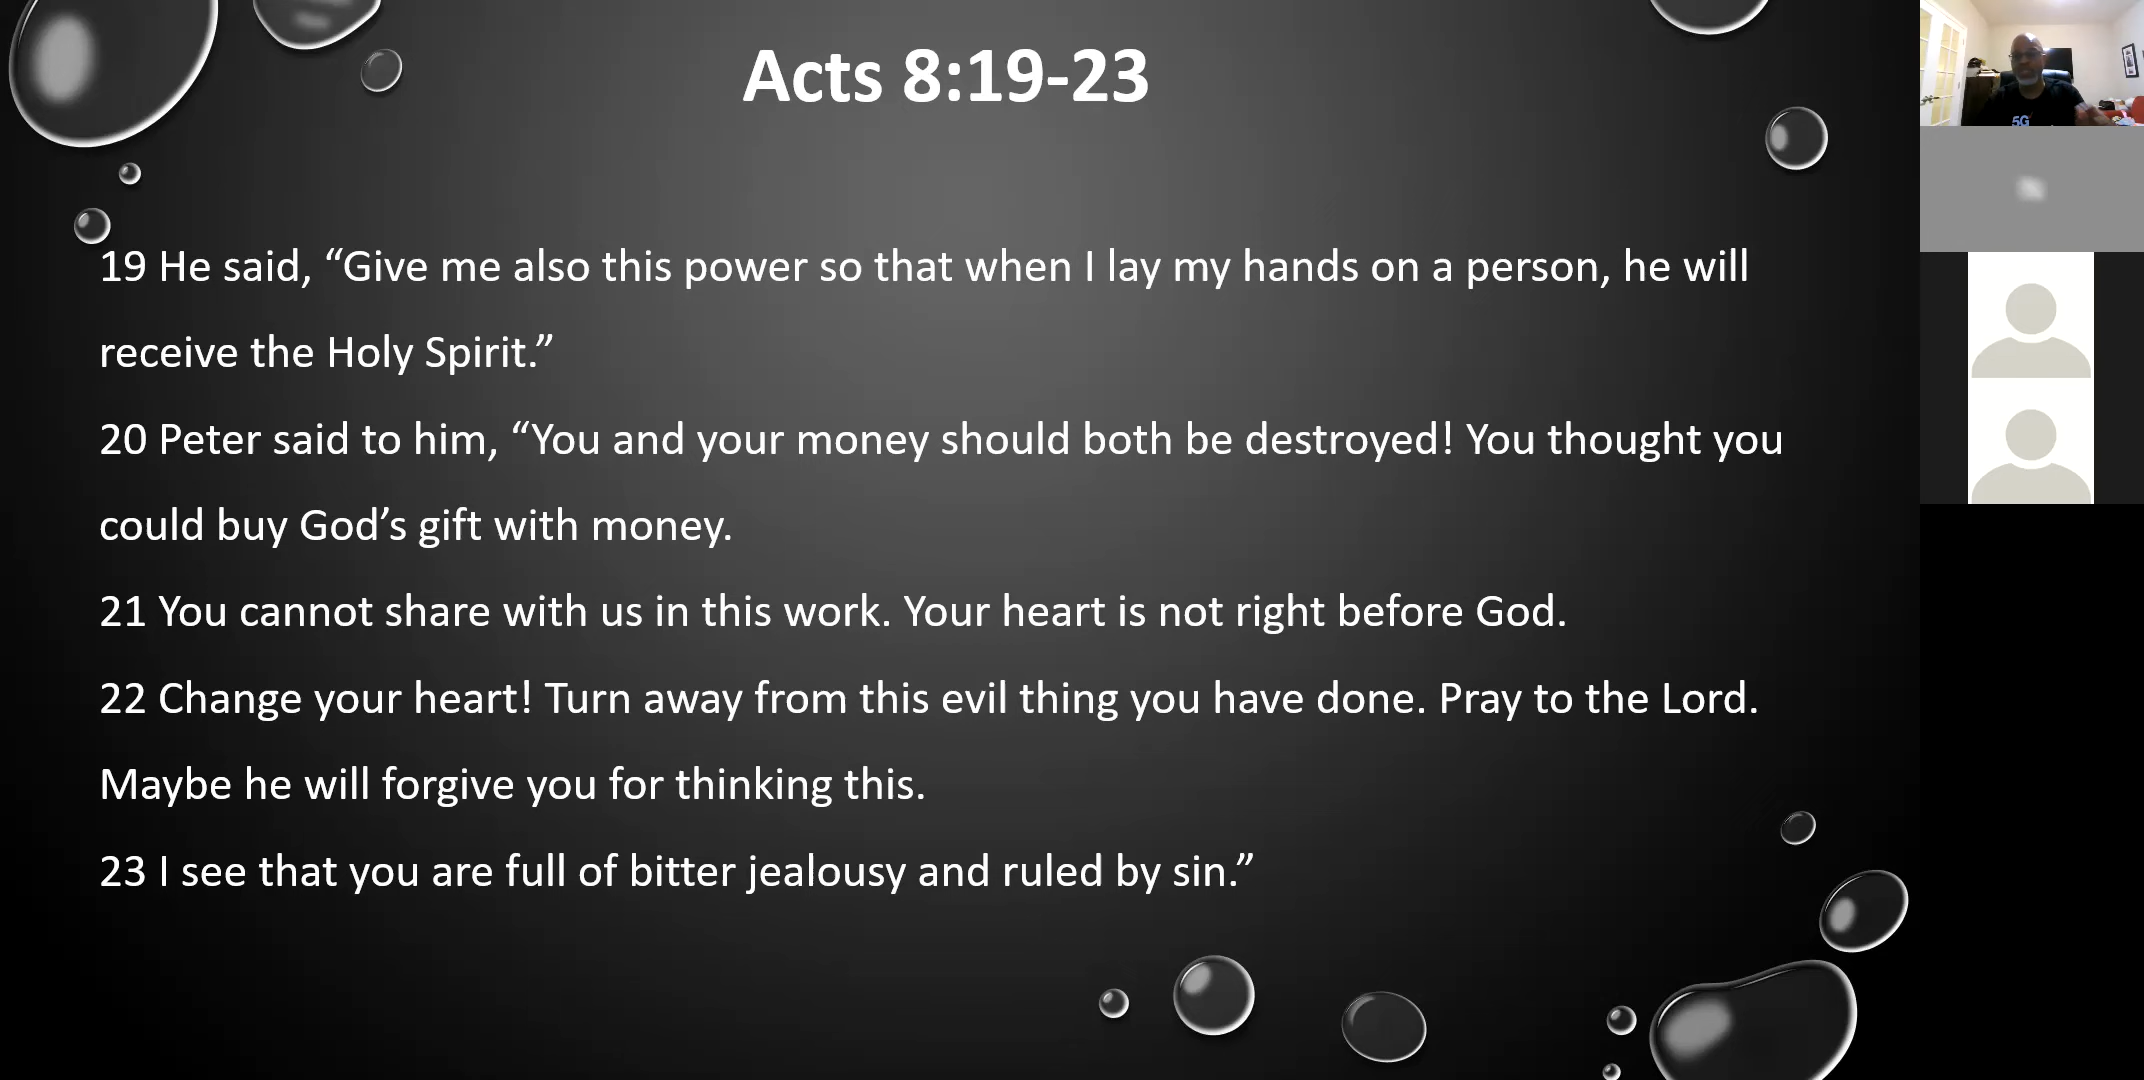 Acts 8:19-23
19 He said, “Give me also this power so that when I lay my hands on a person, he will
receive the Holy Spirit.”
20 Peter said to him, “You and your money should both be destroyed! You thought you
could buy God’s gift with money.
21 You cannot share with us in this work. Your heart is not right before God.
22 Change your heart! Turn away from this evil thing you have done. Pray to the Lord.
Maybe he will forgive you for thinking this.
23 I see that you are full of bitter jealousy and ruled by sin.”
5G